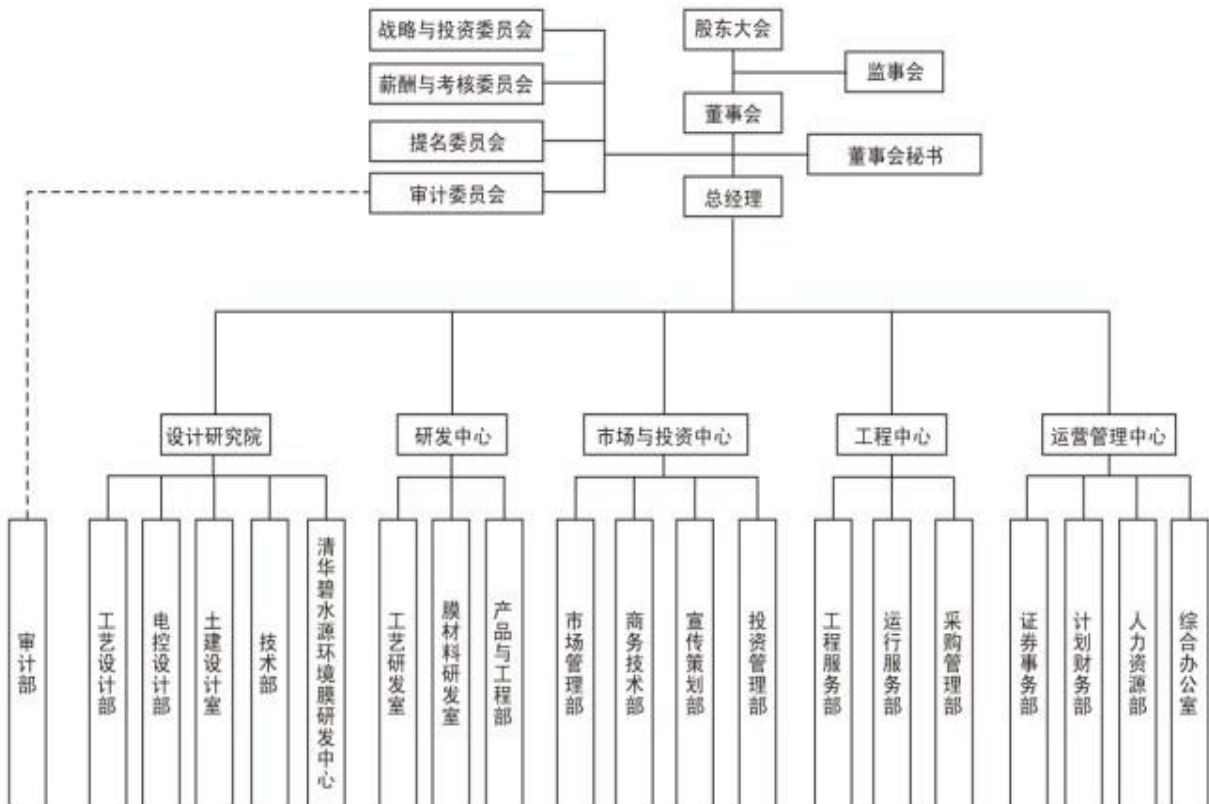 战略与投资委员会
股东大会
监事会
薪酬与考核委员会
董事会
提名委员会
董事会秘书
审计委员会
总经理
设计研究院
研发中心
市场与投资中心
工程中心
运营管理中心
审计部
工艺设计部
电控设计部
土建设计室
技术部
清华碧水源环境膜研发中心
工艺研发室
膜材料研发室
产品与工程部
市场管理部
商务技术部
宣传策划部
投资管理部
工程服务部
运行服务部
采购管理部
证券事务部
计划财务部
人力资源部
综合办公室